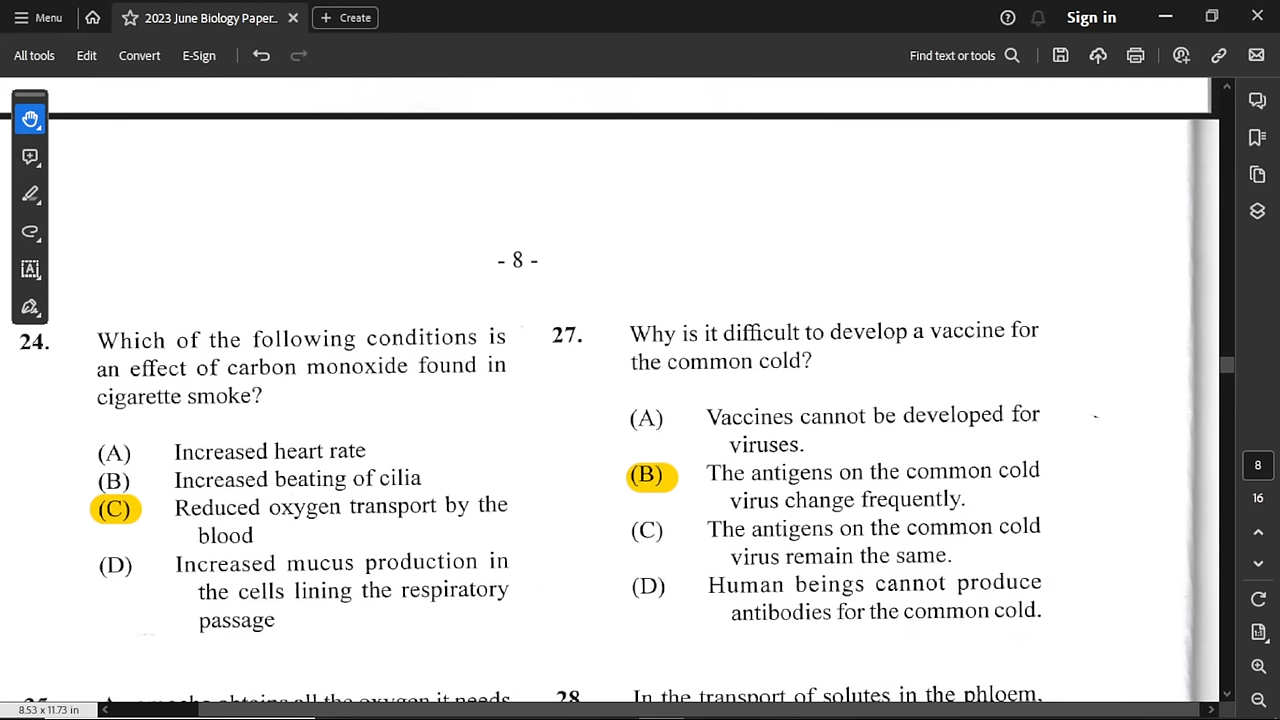 Menu
2023 June Biology Paper...
Create
Sign in
All tools
Edit
Convert
E-Sign
Find text or tools
- 8 -
24.
Which of the following conditions is
an effect of carbon monoxide found in
cigarette smoke?
(A) Increased heart rate
(B) Increased beating of cilia
(C) Reduced oxygen transport by the
blood
(D) Increased mucus production in
the cells lining the respiratory
passage
27.
Why is it difficult to develop a vaccine for
the common cold?
(A) Vaccines cannot be developed for
viruses.
(B) The antigens on the common cold
virus change frequently.
(C) The antigens on the common cold
virus remain the same.
(D) Human beings cannot produce
antibodies for the common cold.
obtains all the oxygen it needs
28
In the transport of solutes in the phloem,
8
16
8.53 x 11.73 in